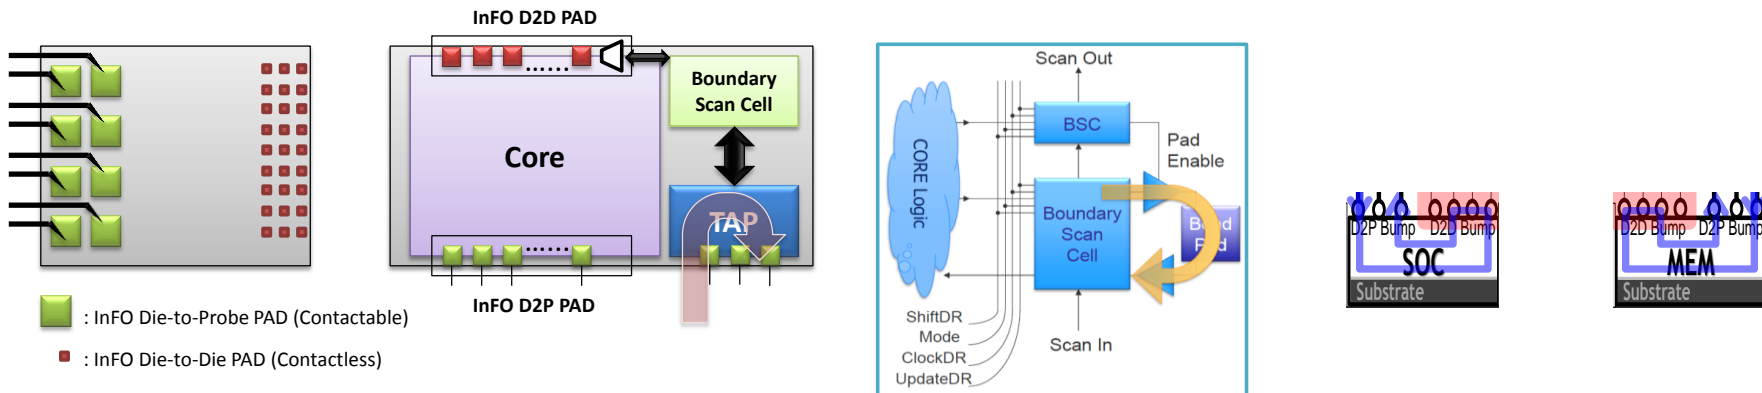 : InFO Die-to-Probe PAD (Contactable)
: InFO Die-to-Die PAD (Contactless)
InFO D2D PAD
......
Boundary
Scan Cell
Core
TAP
......
InFO D2P PAD
Scan Out
BSC
Pad
Enable
CORE Logic
Boundary
Scan
Cell
Bond
Pad
ShiftDR
Mode
ClockDR
UpdateDR
Scan In
D2P Bump D2D Bump
SOC
Substrate
D2D Bump D2P Bump
MEM
Substrate